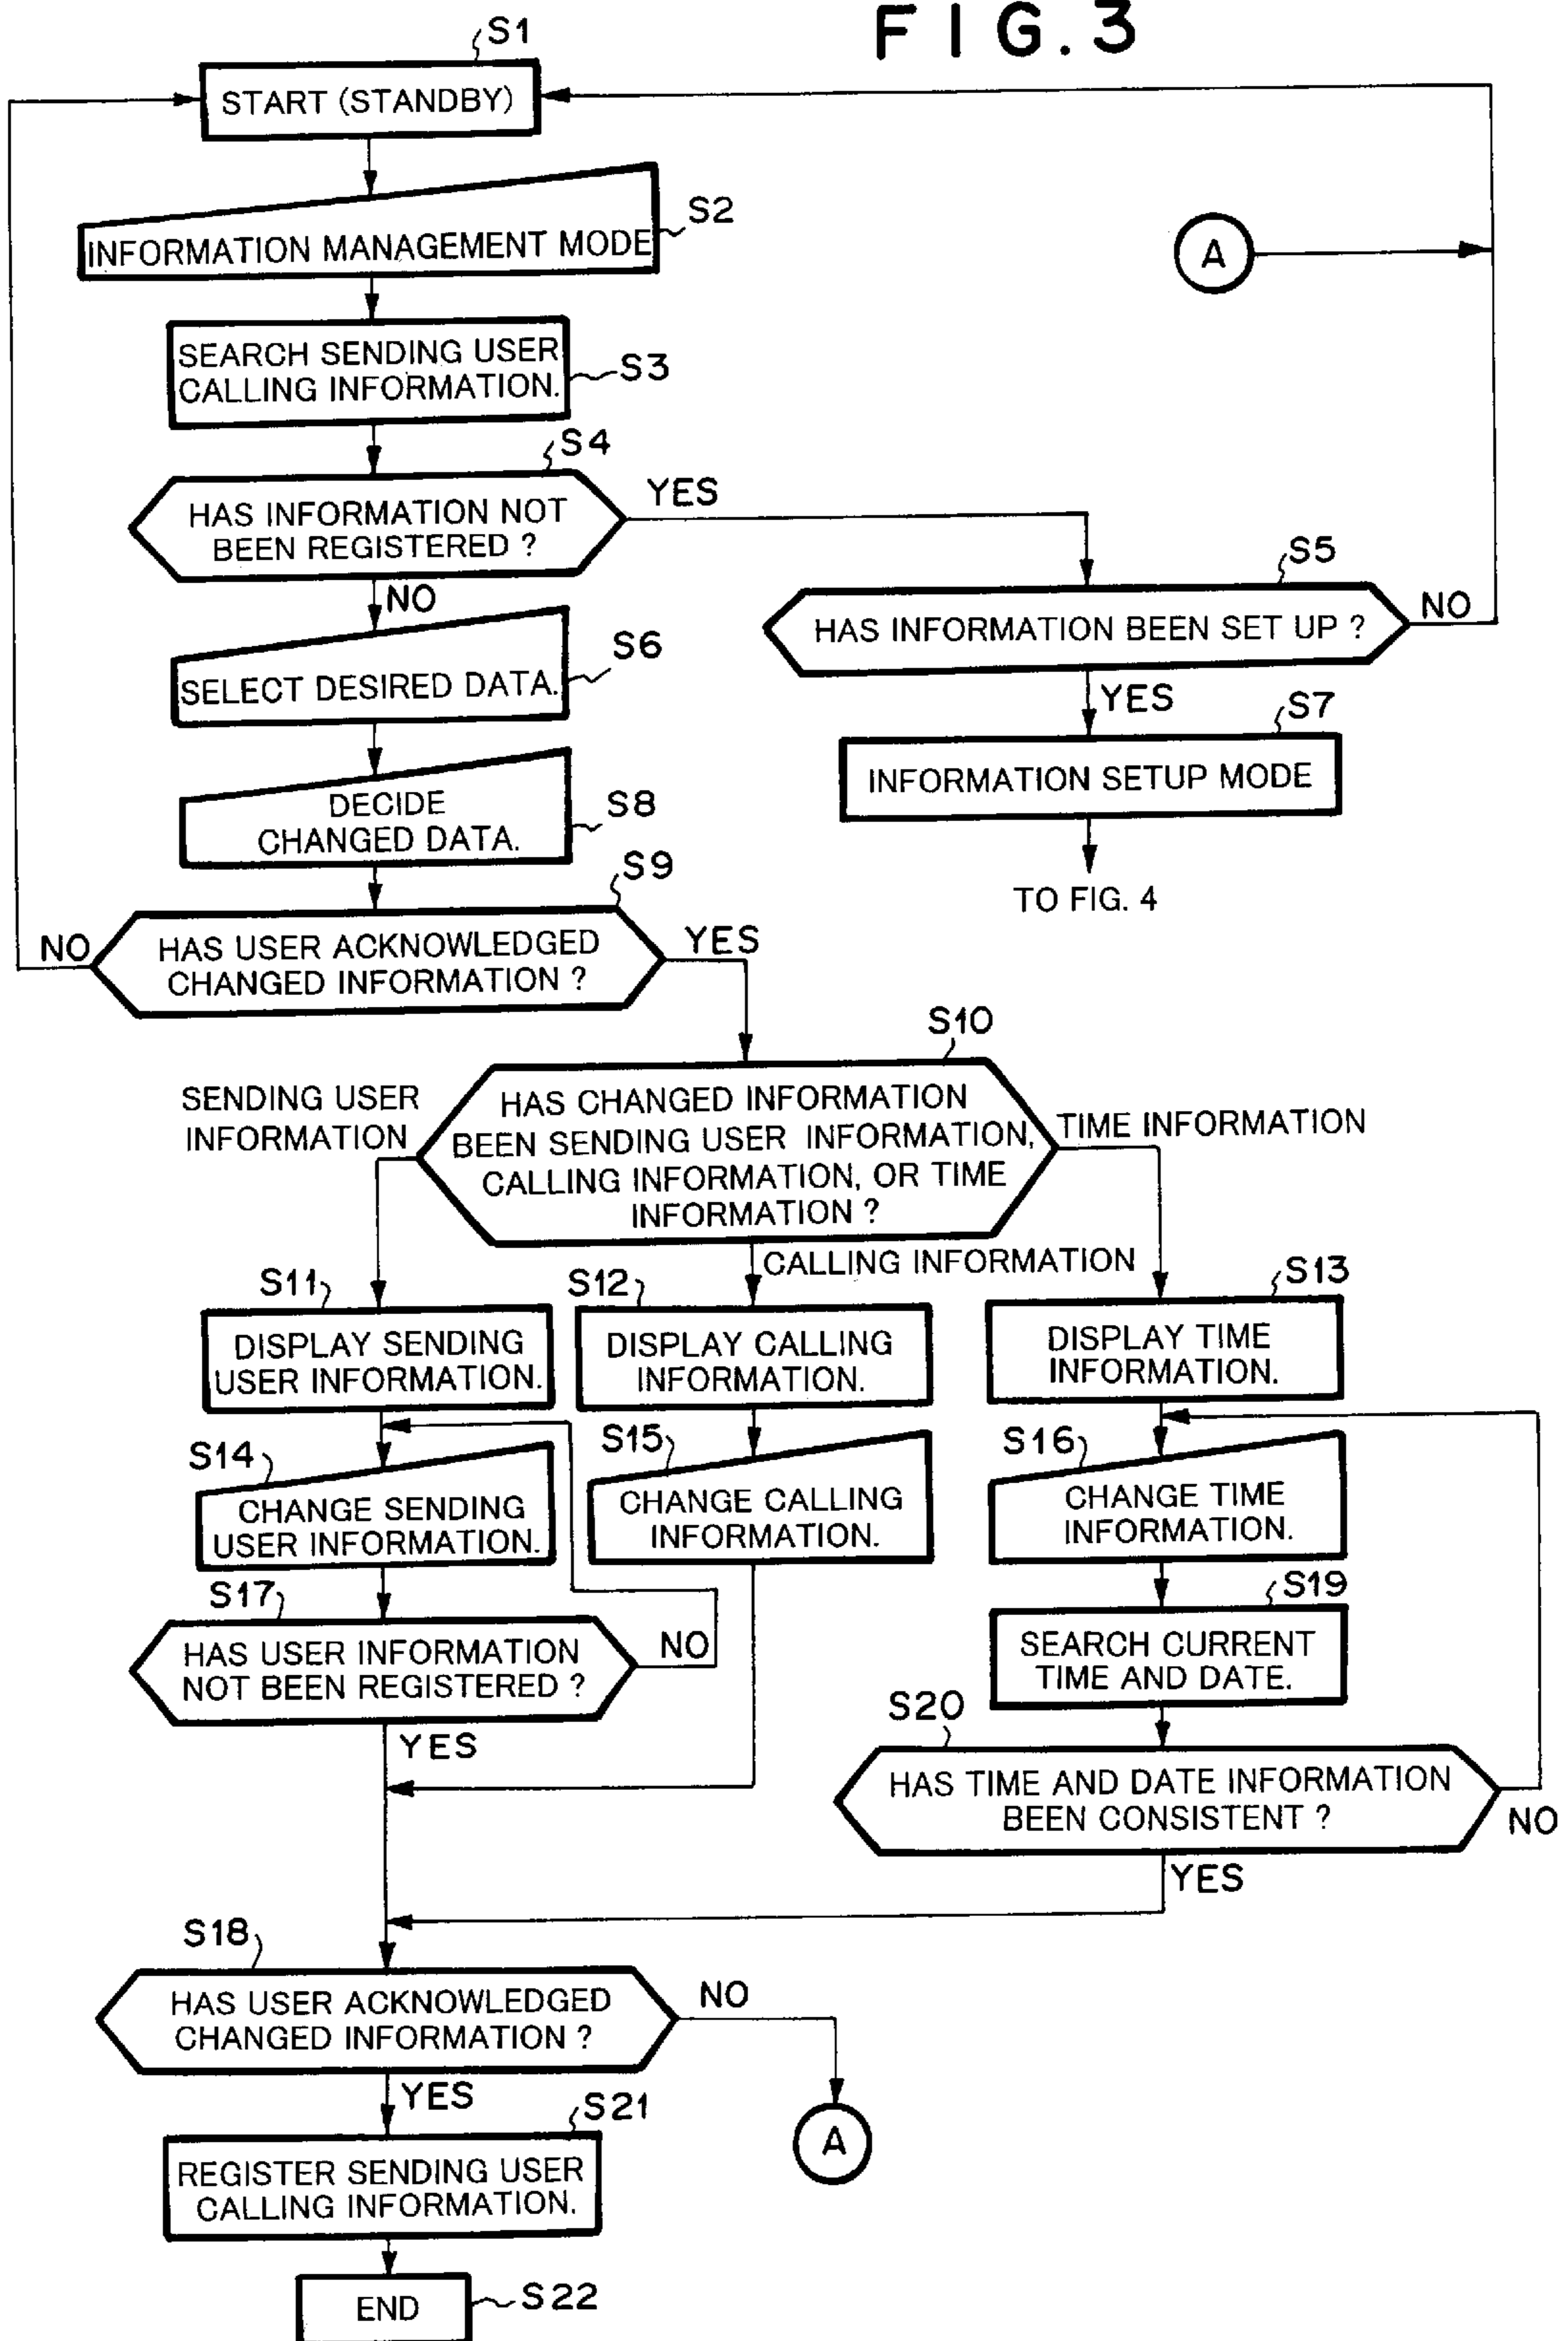 FIG.3
S1
START (STANDBY)
S2
INFORMATION MANAGEMENT MODE
A
SEARCH SENDING USER
CALLING INFORMATION.
S3
S4
HAS INFORMATION NOT
BEEN REGISTERED ?
YES
NO
S5
HAS INFORMATION BEEN SET UP ?
NO
YES
S6
SELECT DESIRED DATA.
S7
INFORMATION SETUP MODE
TO FIG. 4
DECIDE
CHANGED DATA.
S8
S9
NO
HAS USER ACKNOWLEDGED
CHANGED INFORMATION ?
YES
S10
SENDING USER
INFORMATION
HAS CHANGED INFORMATION
BEEN SENDING USER INFORMATION,
CALLING INFORMATION, OR TIME
INFORMATION ?
TIME INFORMATION
CALLING INFORMATION
S11
DISPLAY SENDING
USER INFORMATION.
S12
DISPLAY CALLING
INFORMATION.
S13
DISPLAY TIME
INFORMATION.
S14
CHANGE SENDING
USER INFORMATION.
S15
CHANGE CALLING
INFORMATION.
S16
CHANGE TIME
INFORMATION.
S17
HAS USER INFORMATION
NOT BEEN REGISTERED ?
NO
YES
S19
SEARCH CURRENT
TIME AND DATE.
S20
HAS TIME AND DATE INFORMATION
BEEN CONSISTENT ?
NO
YES
S18
HAS USER ACKNOWLEDGED
CHANGED INFORMATION ?
NO
YES
A
S21
REGISTER SENDING USER
CALLING INFORMATION.
END
S22